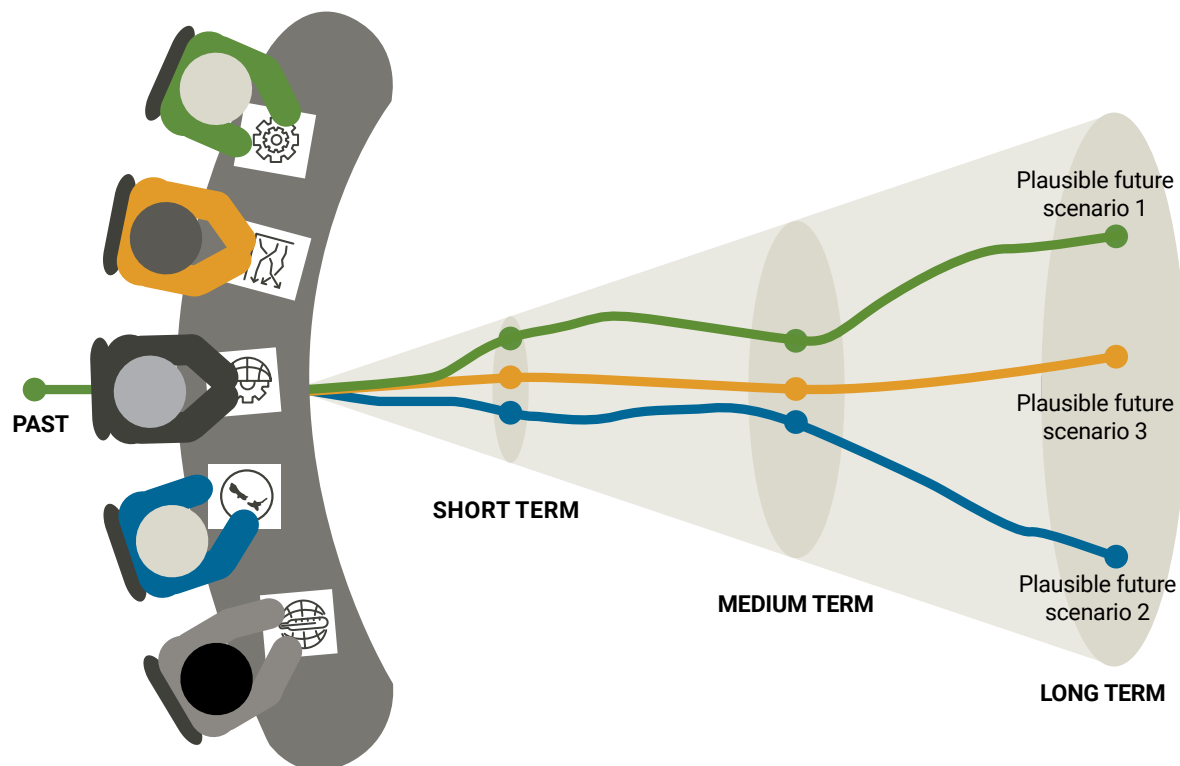 Plausible future
scenario 1
PAST
Plausible future
scenario 3
SHORT TERM
MEDIUM TERM
Plausible future
scenario 2
LONG TERM